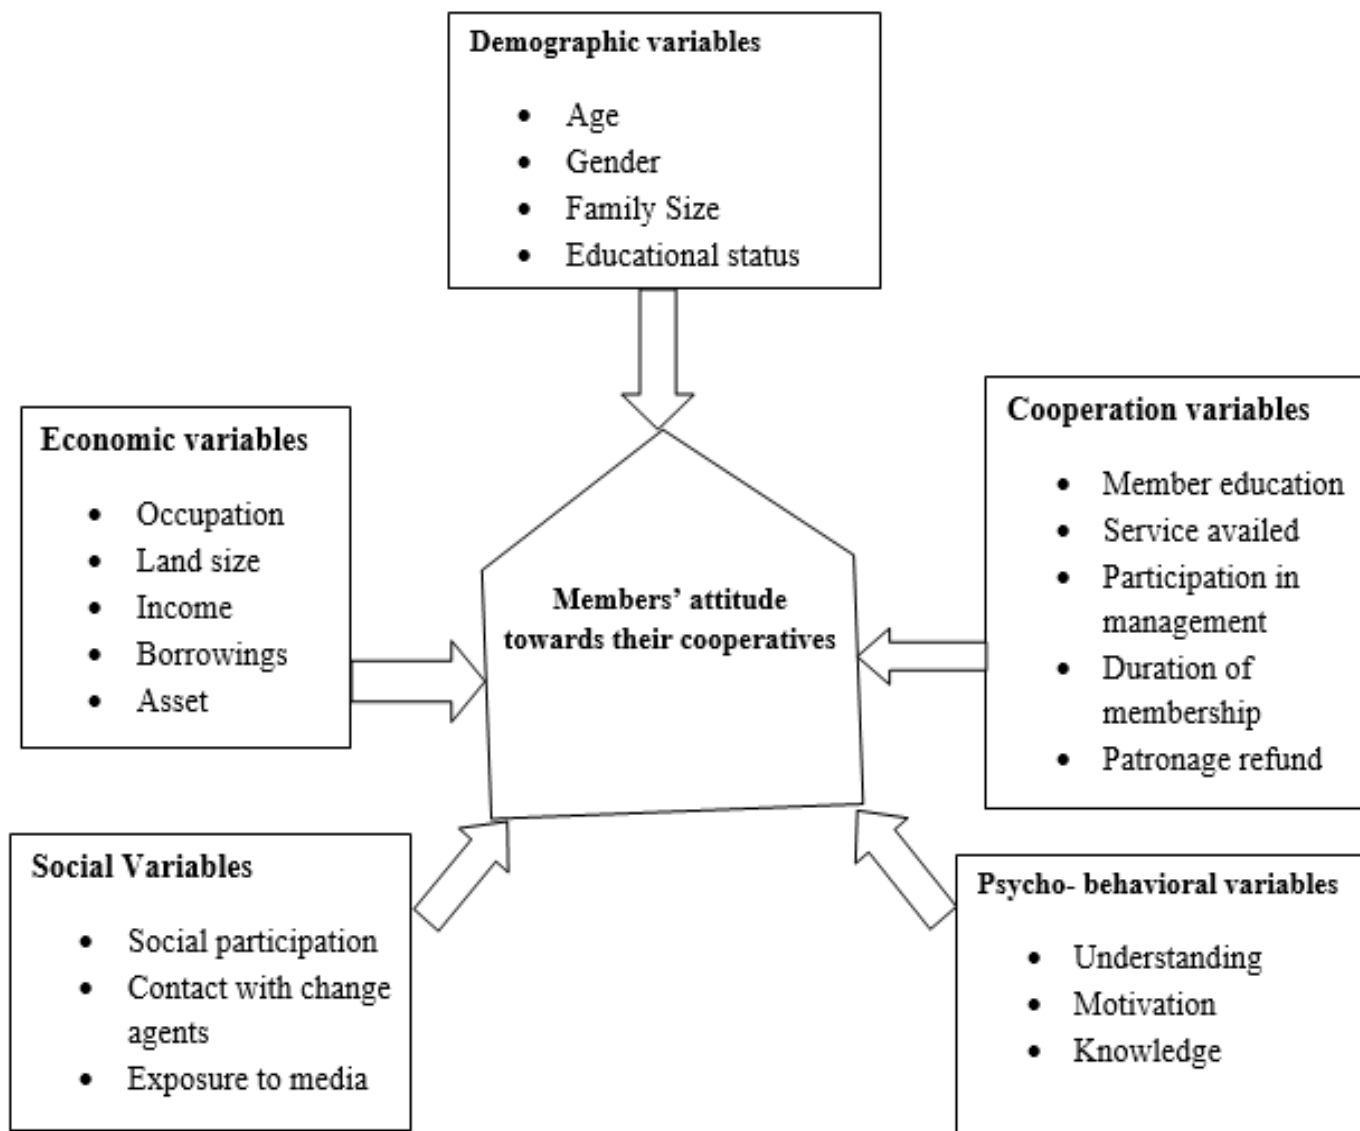 Demographic variables
• Age
• Gender
• Family Size
• Educational status
Economic variables
• Occupation
• Land size
• Income
• Borrowings
• Asset
Cooperation variables
• Member education
• Service availed
• Participation in
management
• Duration of
membership
• Patronage refund
Members’ attitude
towards their cooperatives
Social Variables
• Social participation
• Contact with change
agents
• Exposure to media
Psycho- behavioral variables
• Understanding
• Motivation
• Knowledge